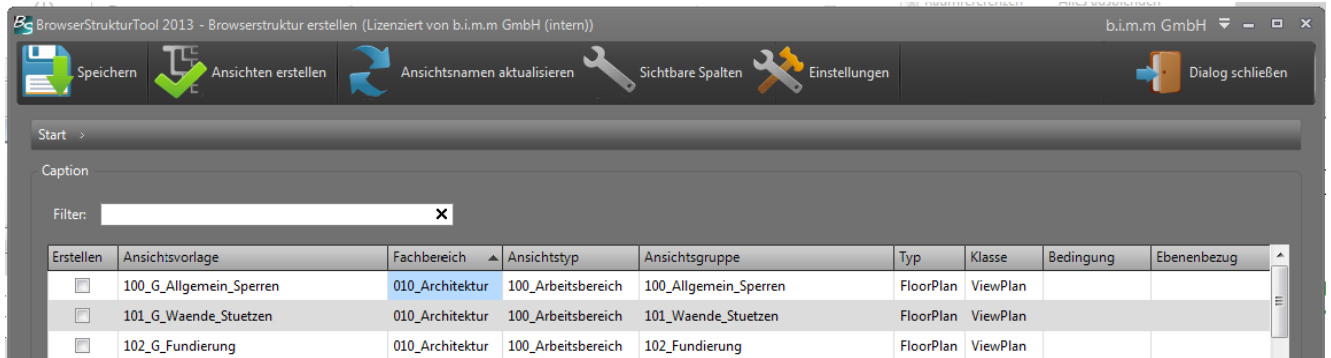 BS BrowserStrukturTool 2013 - Browserstruktur erstellen (Lizenziert von b.i.m.m GmbH (intern)) b.i.m.m GmbH
Speichern Ansichten erstellen Ansichtsnamen aktualisieren Sichtbare Spalten Einstellungen Dialog schließen
Start >
Caption
Filter:
Erstellen Ansichtsvorlage Fachbereich Ansichtstyp Ansichtsgruppe Typ Klasse Bedingung Ebenenbezug
100_G_Allgemein_Sperren 010_Architektur 100_Arbeitsbereich 100_Allgemein_Sperren FloorPlan ViewPlan
101_G_Waende_Stuetzen 010_Architektur 100_Arbeitsbereich 101_Waende_Stuetzen FloorPlan ViewPlan
102_G_Fundierung 010_Architektur 100_Arbeitsbereich 102_Fundierung FloorPlan ViewPlan